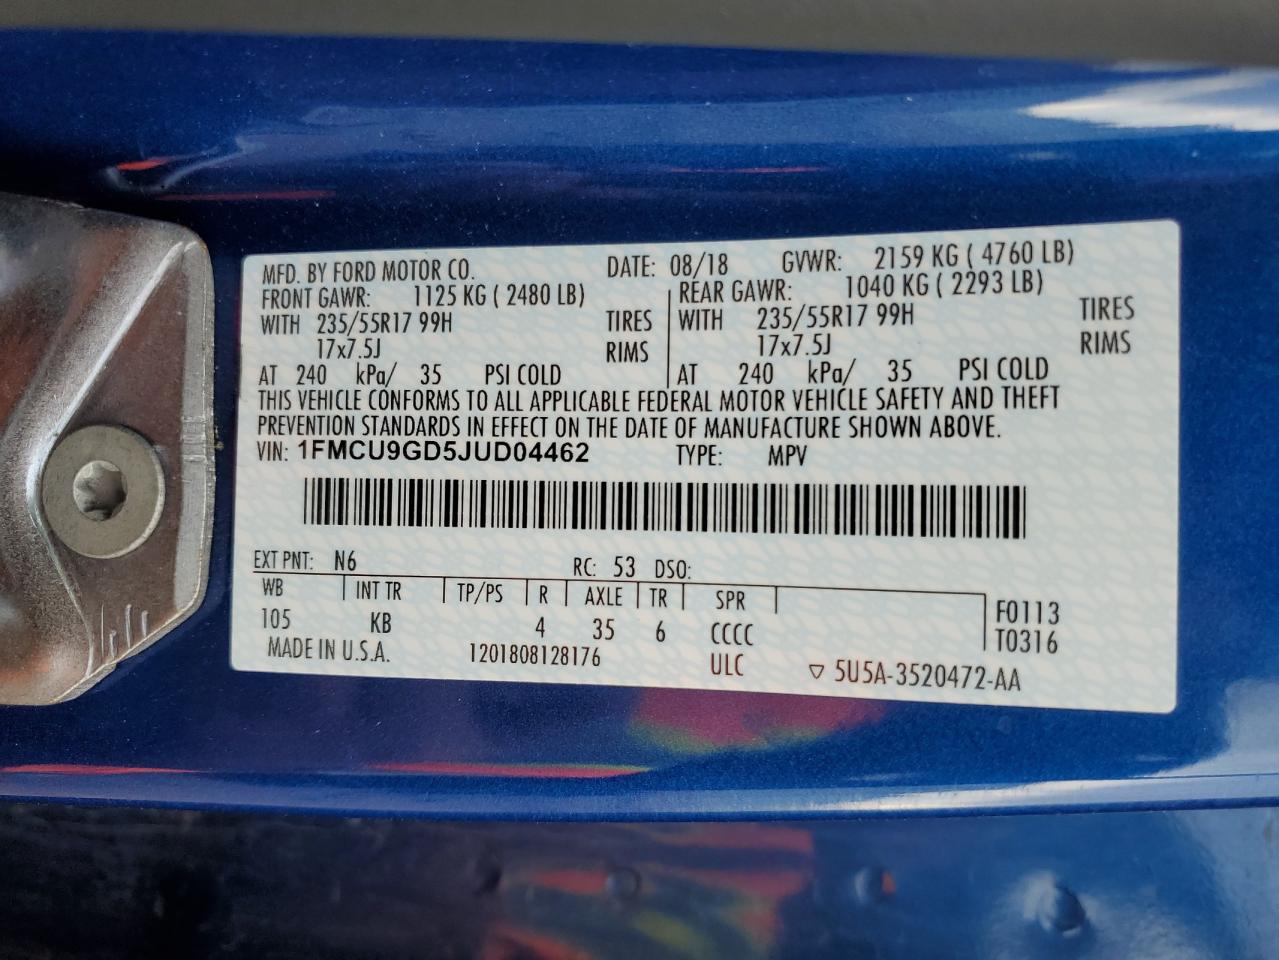 MFD. BY FORD MOTOR CO. DATE: 08/18 GVWR: 2159 KG ( 4760 LB)
FRONT GAWR: 1125 KG ( 2480 LB) REAR GAWR: 1040 KG ( 2293 LB)
WITH 235/55R17 99H TIRES WITH 235/55R17 99H TIRES
17x7.5J RIMS 17x7.5J RIMS
AT 240 kPa/ 35 PSI COLD AT 240 kPa/ 35 PSI COLD
THIS VEHICLE CONFORMS TO ALL APPLICABLE FEDERAL MOTOR VEHICLE SAFETY AND THEFT
PREVENTION STANDARDS IN EFFECT ON THE DATE OF MANUFACTURE SHOWN ABOVE.
VIN: 1FMCU9GD5JUD04462 TYPE: MPV
EXT PNT: N6 RC: 53 DSO:
WB INT TR TP/PS R AXLE TR SPR F0113
105 KB 4 35 6 CCCC T0316
MADE IN U.S.A. 1201808128176 ULC ▽ 5U5A-3520472-AA